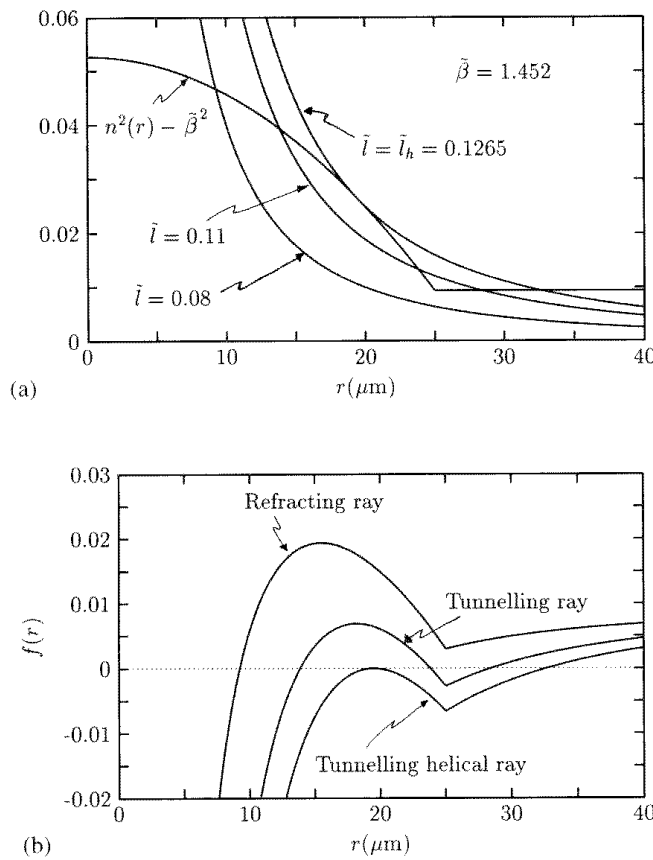 0.06
0.04
0.02
0
n²(r) − β̃²
β̃ = 1.452
l̃ = l̃ₕ = 0.1265
l̃ = 0.11
l̃ = 0.08
0 10 20 30 40
r(μm)
(a)
0.03
0.02
0.01
0
-0.01
-0.02
f(r)
Refracting ray
Tunnelling ray
Tunnelling helical ray
0 10 20 30 40
r(μm)
(b)